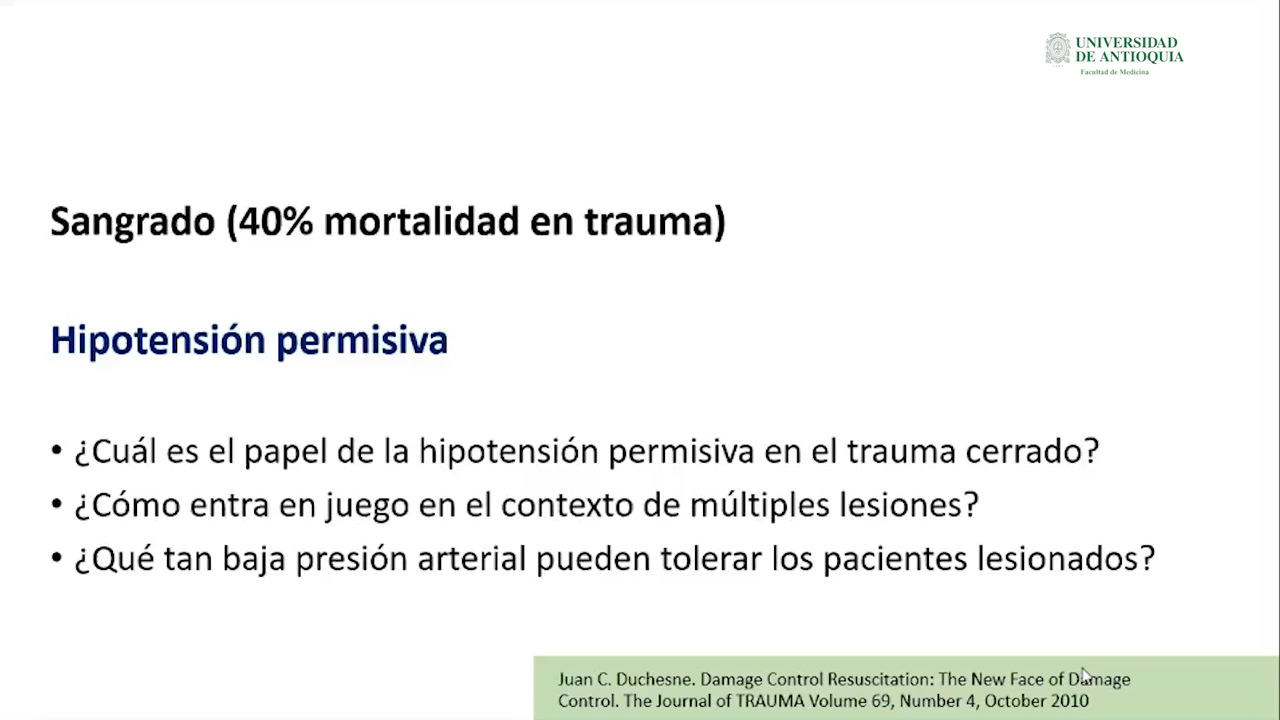 UNIVERSIDAD
DE ANTIOQUIA
Facultad de Medicina
Sangrado (40% mortalidad en trauma)
Hipotensión permisiva
• ¿Cuál es el papel de la hipotensión permisiva en el trauma cerrado?
• ¿Cómo entra en juego en el contexto de múltiples lesiones?
• ¿Qué tan baja presión arterial pueden tolerar los pacientes lesionados?
Juan C. Duchesne. Damage Control Resuscitation: The New Face of Damage
Control. The Journal of TRAUMA Volume 69, Number 4, October 2010